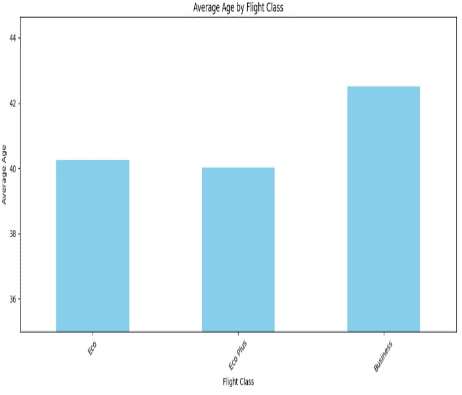 Average Age by Flight Class
44
42
40
38
36
Average Age
Eco
Eco Plus
Business
Flight Class